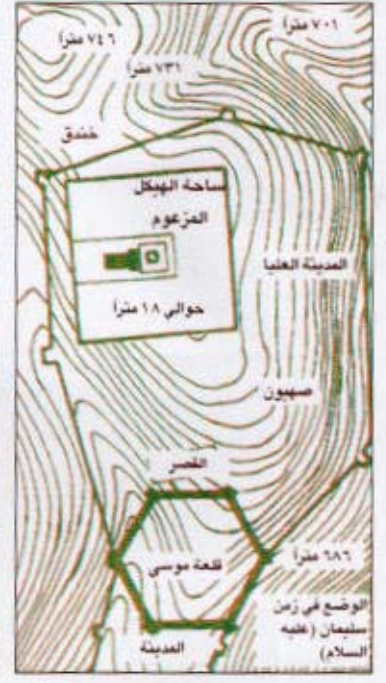 ٧٠١ متراً
٧٤٦ متراً
٧٣١ متراً
خندق
ساحة الهيكل
المزعوم
المدينة العليا
حوالي ١٨ متراً
صهيون
القصر
٦٨٦ متراً
قلعة موسى
الوضع في زمن
سليمان (عليه
السلام)
المدينة